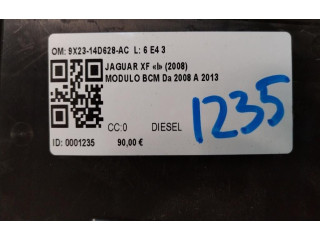 OM: 9X23-14D628-AC L: 6 E4 3
JAGUAR XF «I» (2008)
MODULO BCM Da 2008 A 2013
1235
CC:0 DIESEL
ID: 0001235 90,00 €